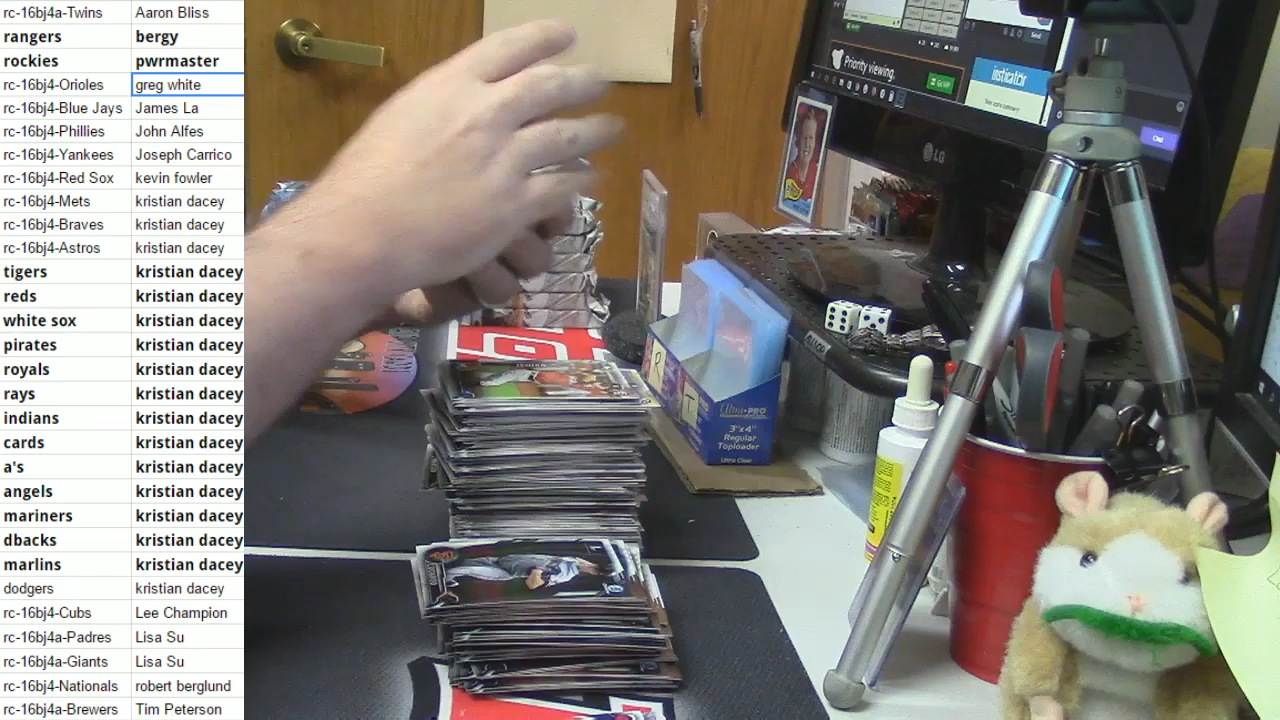 rc-16bj4a-Twins Aaron Bliss
rangers bergy
rockies pwrmaster
rc-16bj4-Orioles greg white
rc-16bj4-Blue Jays James La
rc-16bj4-Phillies John Alfes
rc-16bj4-Yankees Joseph Carrico
rc-16bj4-Red Sox kevin fowler
rc-16bj4-Mets kristian dacey
rc-16bj4-Braves kristian dacey
rc-16bj4-Astros kristian dacey
tigers kristian dacey
reds kristian dacey
white sox kristian dacey
pirates kristian dacey
royals kristian dacey
rays kristian dacey
indians kristian dacey
cards kristian dacey
a's kristian dacey
angels kristian dacey
mariners kristian dacey
dbacks kristian dacey
marlins kristian dacey
dodgers kristian dacey
rc-16bj4-Cubs Lee Champion
rc-16bj4a-Padres Lisa Su
rc-16bj4a-Giants Lisa Su
rc-16bj4-Nationals robert berglund
rc-16bj4a-Brewers Tim Peterson
Priority viewing.
insticator
LG
R
T
Ultra-PRO
3"x4"
Regular
Toploader
Ultra Clear